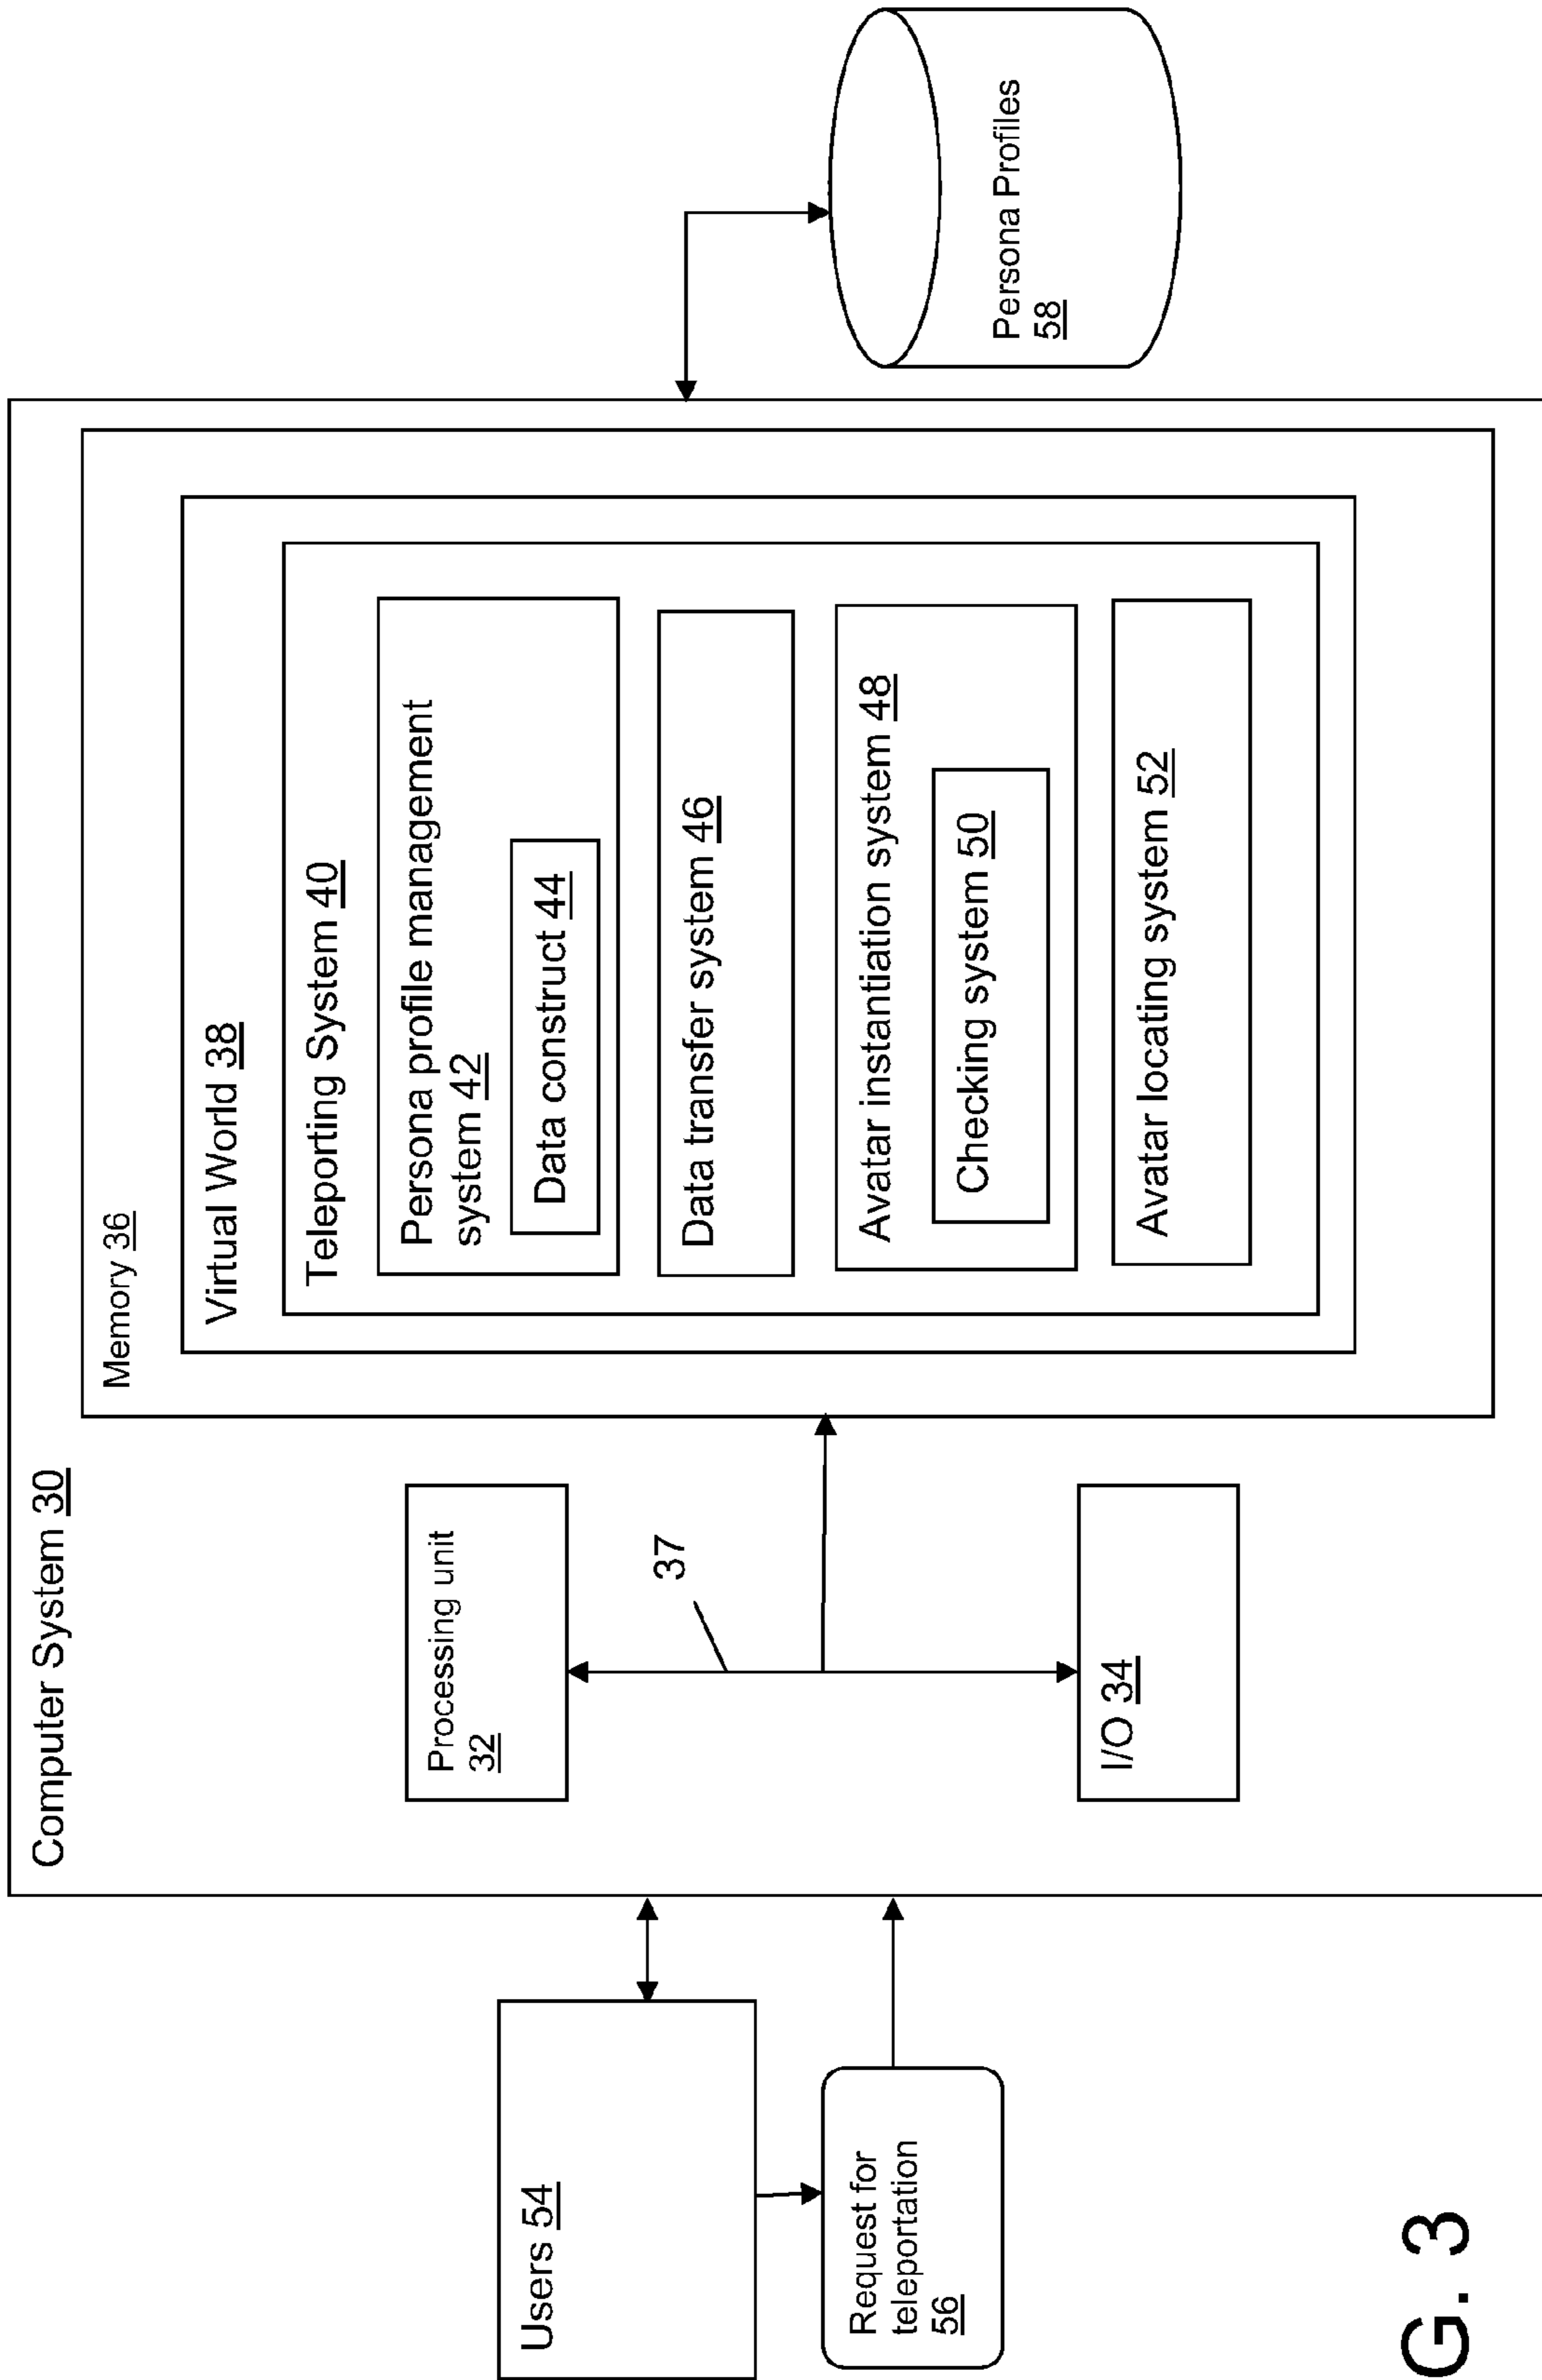 Computer System 30
Memory 36
Virtual World 38
Teleporting System 40
Persona profile management
system 42
Data construct 44
Data transfer system 46
Avatar instantiation system 48
Checking system 50
Avatar locating system 52
Processing unit
32
37
I/O 34
Users 54
Request for
teleportation
56
Persona Profiles
58
G. 3